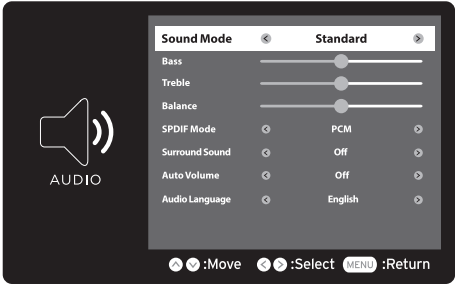 Sound Mode Standard
Bass
Treble
Balance
SPDIF Mode PCM
Surround Sound Off
Auto Volume Off
Audio Language English
AUDIO
:Move :Select MENU :Return